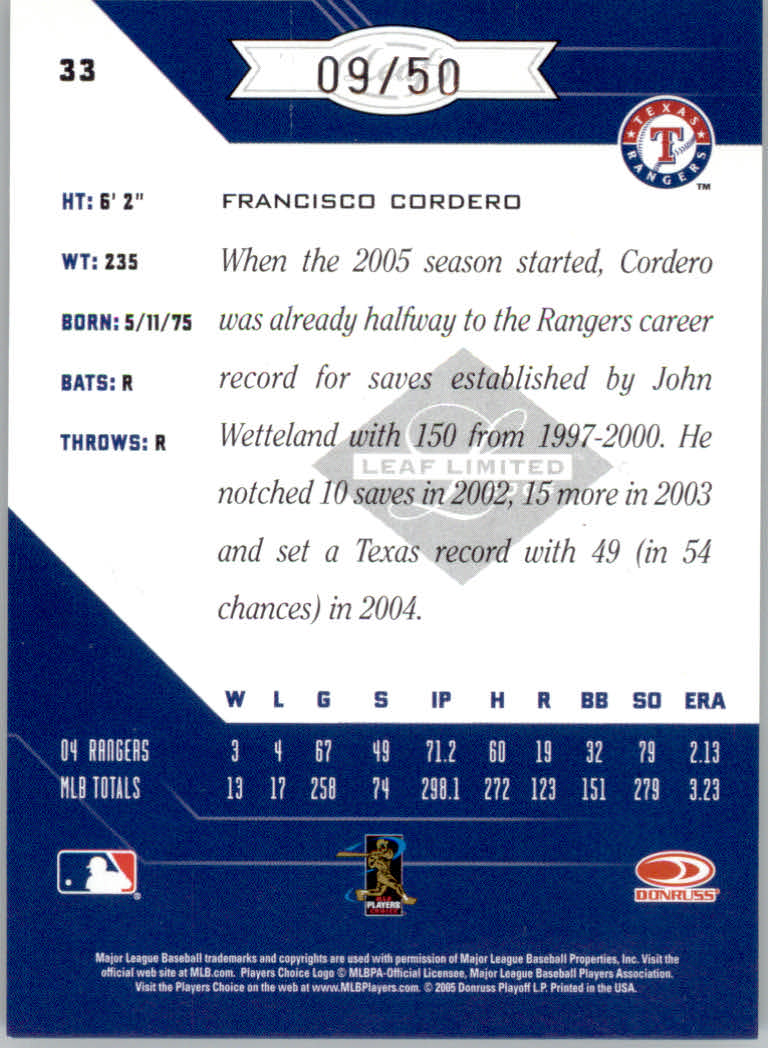 33
09/50
TEXAS
RANGERS
T
TM
HT: 6' 2"
WT: 235
BORN: 5/11/75
BATS: R
THROWS: R
FRANCISCO CORDERO
When the 2005 season started, Cordero
was already halfway to the Rangers career
record for saves established by John
Wetteland with 150 from 1997-2000. He
notched 10 saves in 2002, 15 more in 2003
and set a Texas record with 49 (in 54
chances) in 2004.
LEAF LIMITED
W L G S IP H R BB SO ERA
04 RANGERS 3 4 67 49 71.2 60 19 32 79 2.13
MLB TOTALS 13 17 258 74 298.1 272 123 151 279 3.23
®
MLB
PLAYERS
CHOICE
DONRUSS
Major League Baseball trademarks and copyrights are used with permission of Major League Baseball Properties, Inc. Visit the
official web site at MLB.com. Players Choice Logo © MLBPA-Official Licensee, Major League Baseball Players Association.
Visit the Players Choice on the web at www.MLBPlayers.com. © 2005 Donruss Playoff L.P. Printed in the USA.